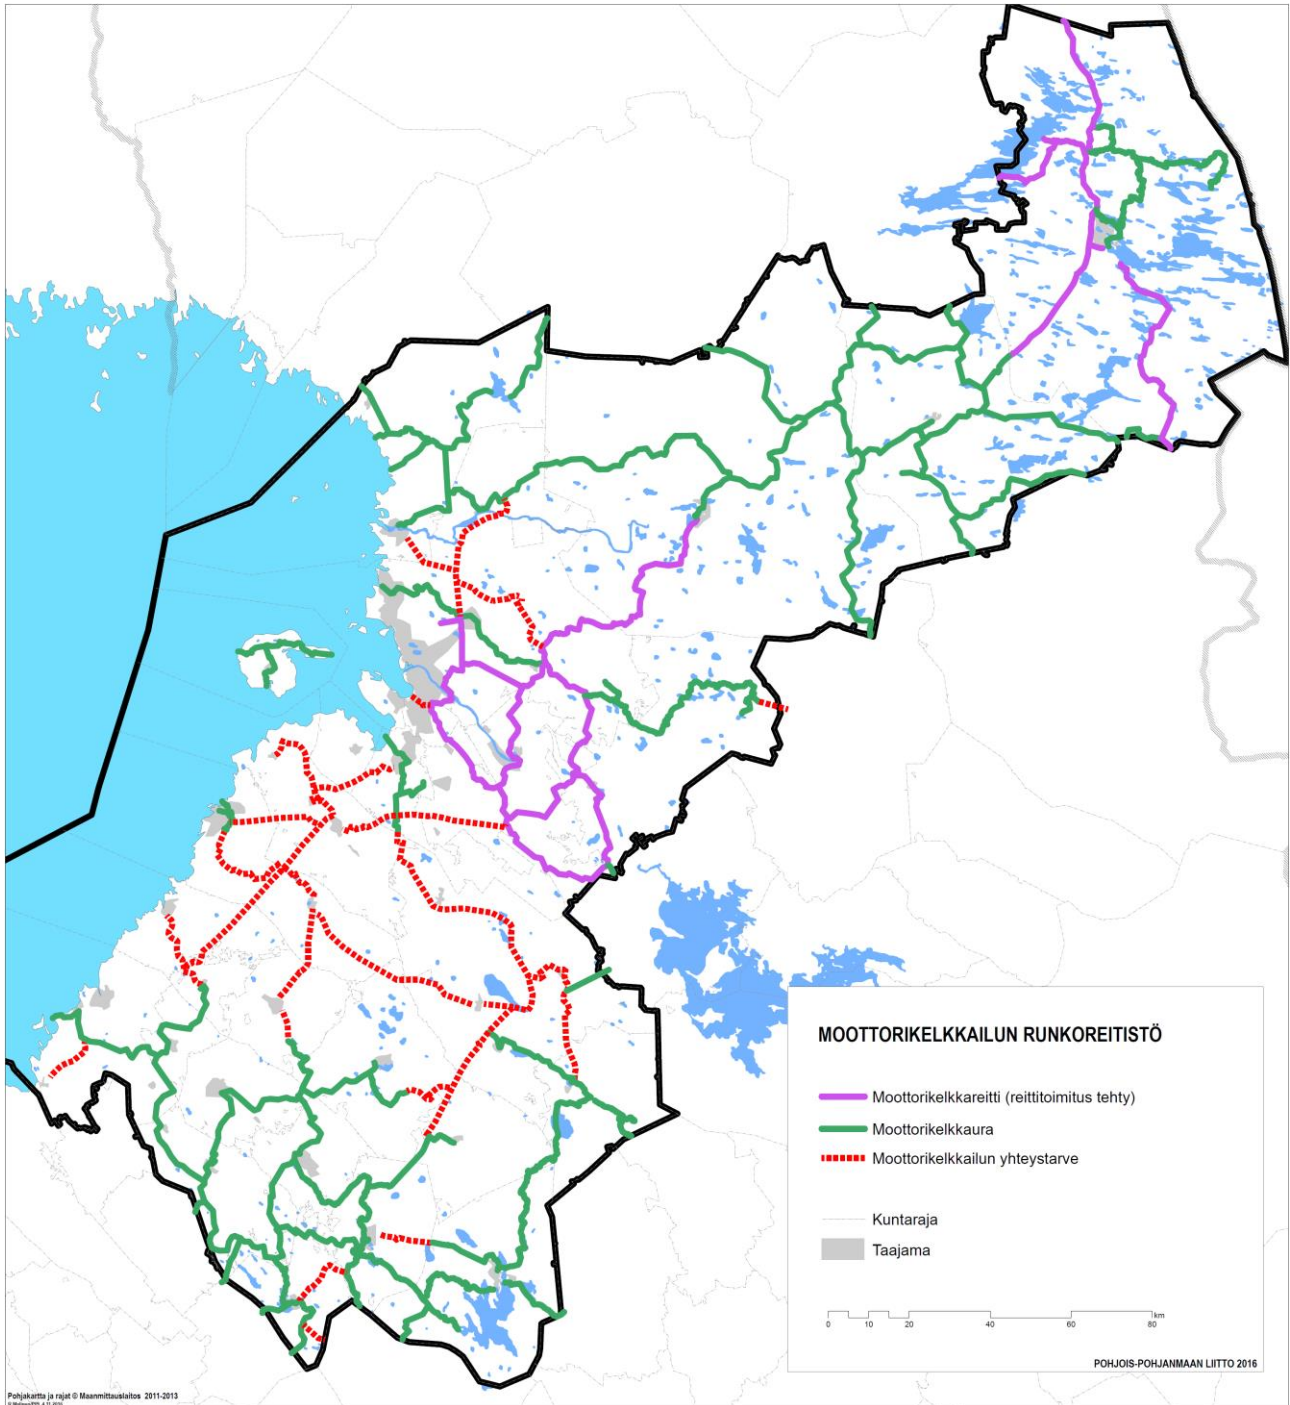 MOOTTORIKELKKAILUN RUNKOREITISTÖ
Moottorikelkkareitti (reittitoimitus tehty)
Moottorikelkkaura
Moottorikelkkailun yhteystarve
Kuntaraja
Taajama
0 10 20 40 60 80 km
POHJOIS-POHJANMAAN LIITTO 2016
Pohjakartta ja rajat © Maanmittauslaitos 2011-2013